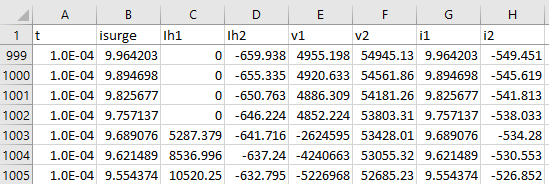 A B C D E F G H
1 t isurge Ih1 Ih2 v1 v2 i1 i2
999 1.0E-04 9.964203 0 -659.938 4955.198 54945.13 9.964203 -549.451
1000 1.0E-04 9.894698 0 -655.335 4920.633 54561.86 9.894698 -545.619
1001 1.0E-04 9.825677 0 -650.763 4886.309 54181.26 9.825677 -541.813
1002 1.0E-04 9.757137 0 -646.224 4852.224 53803.31 9.757137 -538.033
1003 1.0E-04 9.689076 5287.379 -641.716 -2624595 53428.01 9.689076 -534.28
1004 1.0E-04 9.621489 8536.996 -637.24 -4240663 53055.32 9.621489 -530.553
1005 1.0E-04 9.554374 10520.25 -632.795 -5226968 52685.23 9.554374 -526.852